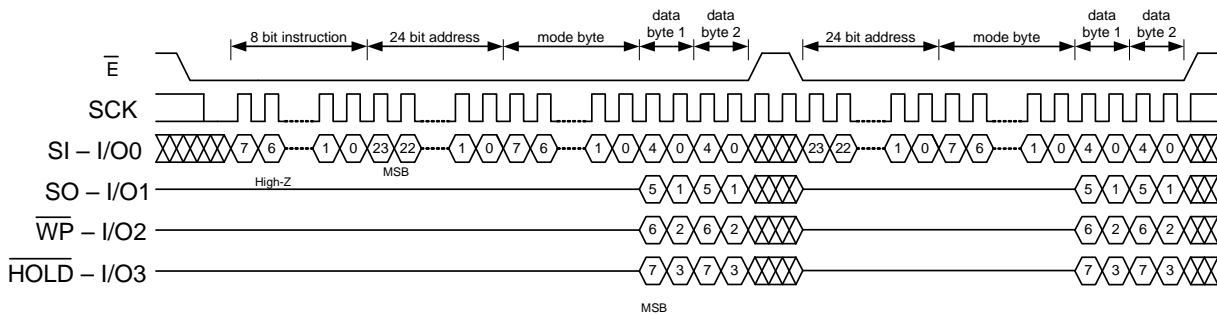 data data data data
8 bit instruction 24 bit address mode byte byte 1 byte 2 24 bit address mode byte byte 1 byte 2
E
SCK
SI – I/O0 7 6 1 0 23 22 1 0 7 6 1 0 4 0 4 0 23 22 1 0 7 6 1 0 4 0 4 0
MSB
High-Z
SO – I/O1 5 1 5 1 5 1 5 1
WP – I/O2 6 2 6 2 6 2 6 2
HOLD – I/O3 7 3 7 3 7 3 7 3
MSB